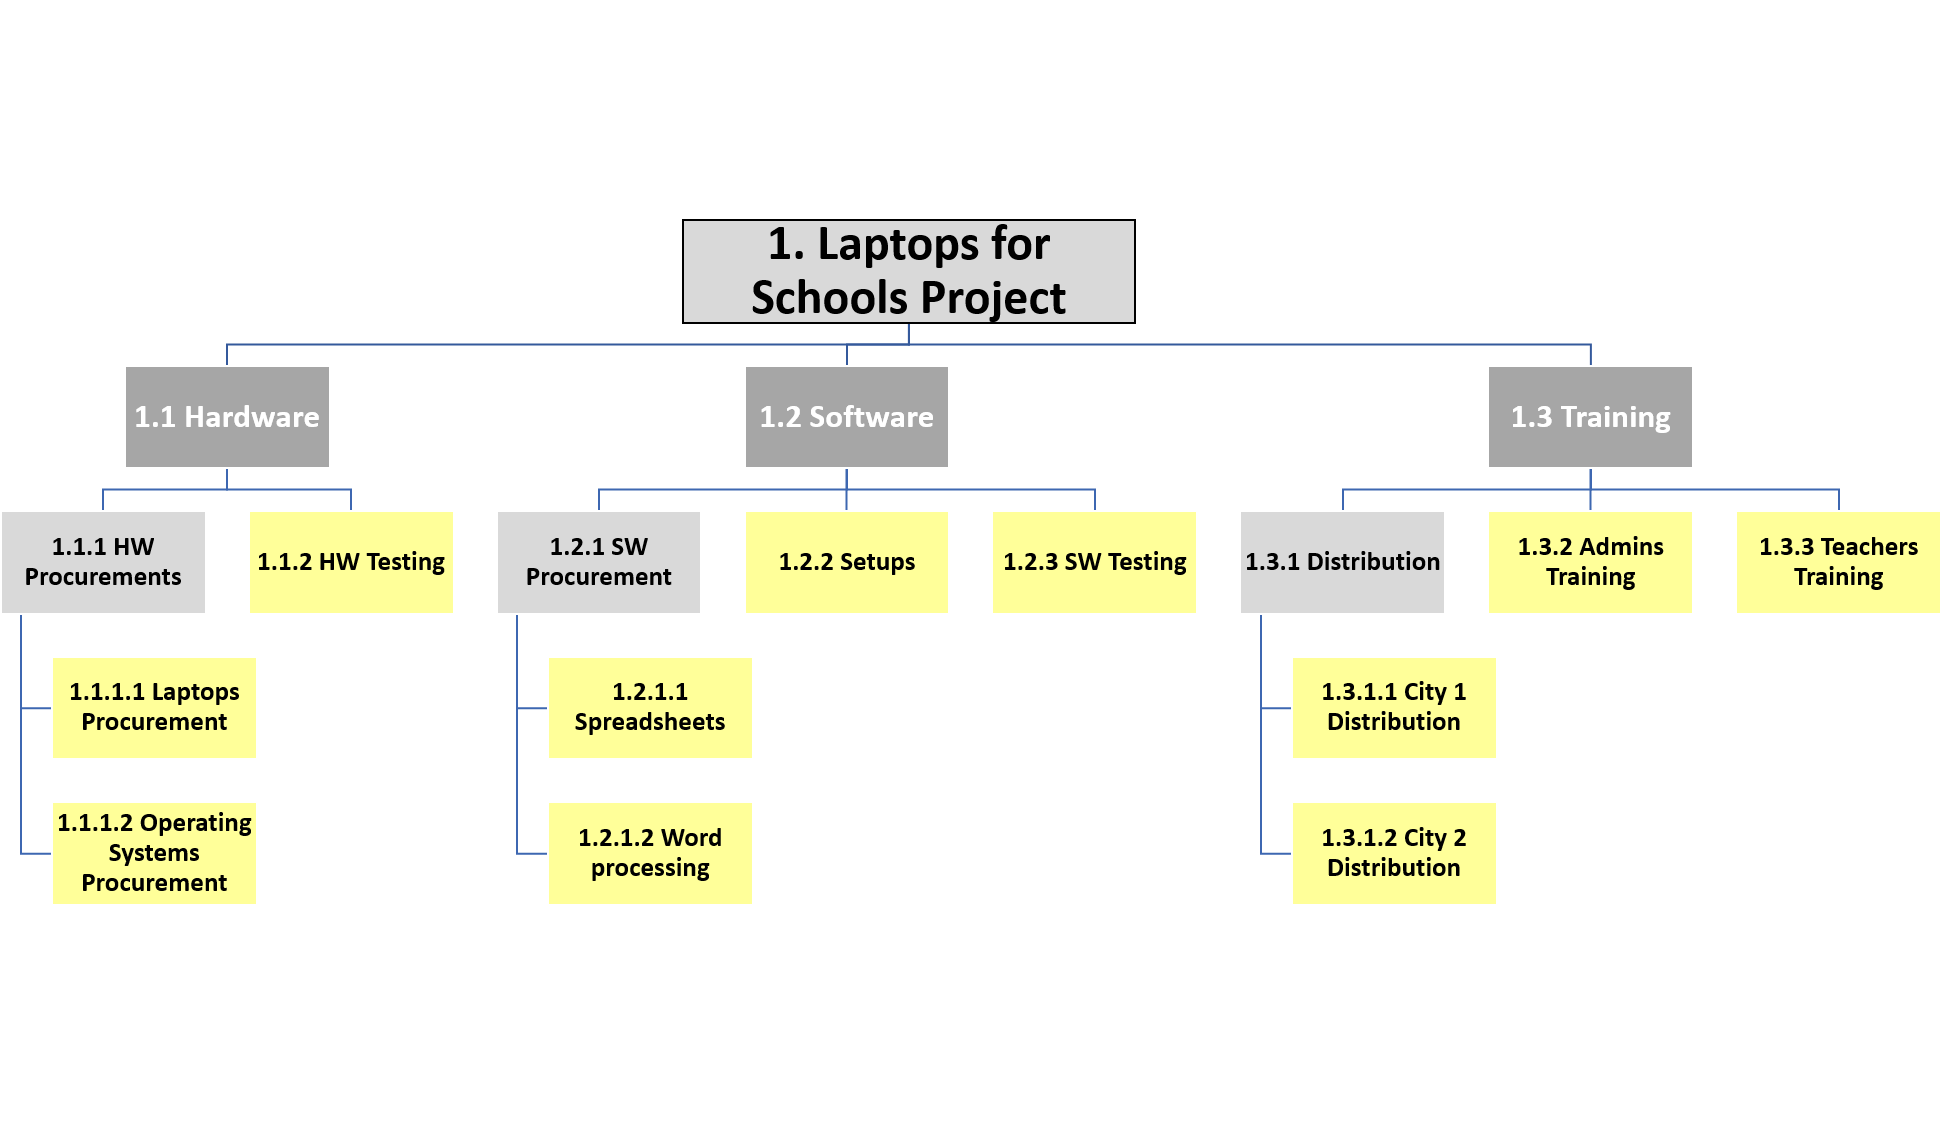 1. Laptops for
Schools Project
1.1 Hardware
1.2 Software
1.3 Training
1.1.1 HW
Procurements
1.1.2 HW Testing
1.2.1 SW
Procurement
1.2.2 Setups
1.2.3 SW Testing
1.3.1 Distribution
1.3.2 Admins
Training
1.3.3 Teachers
Training
1.1.1.1 Laptops
Procurement
1.2.1.1
Spreadsheets
1.3.1.1 City 1
Distribution
1.1.1.2 Operating
Systems
Procurement
1.2.1.2 Word
processing
1.3.1.2 City 2
Distribution